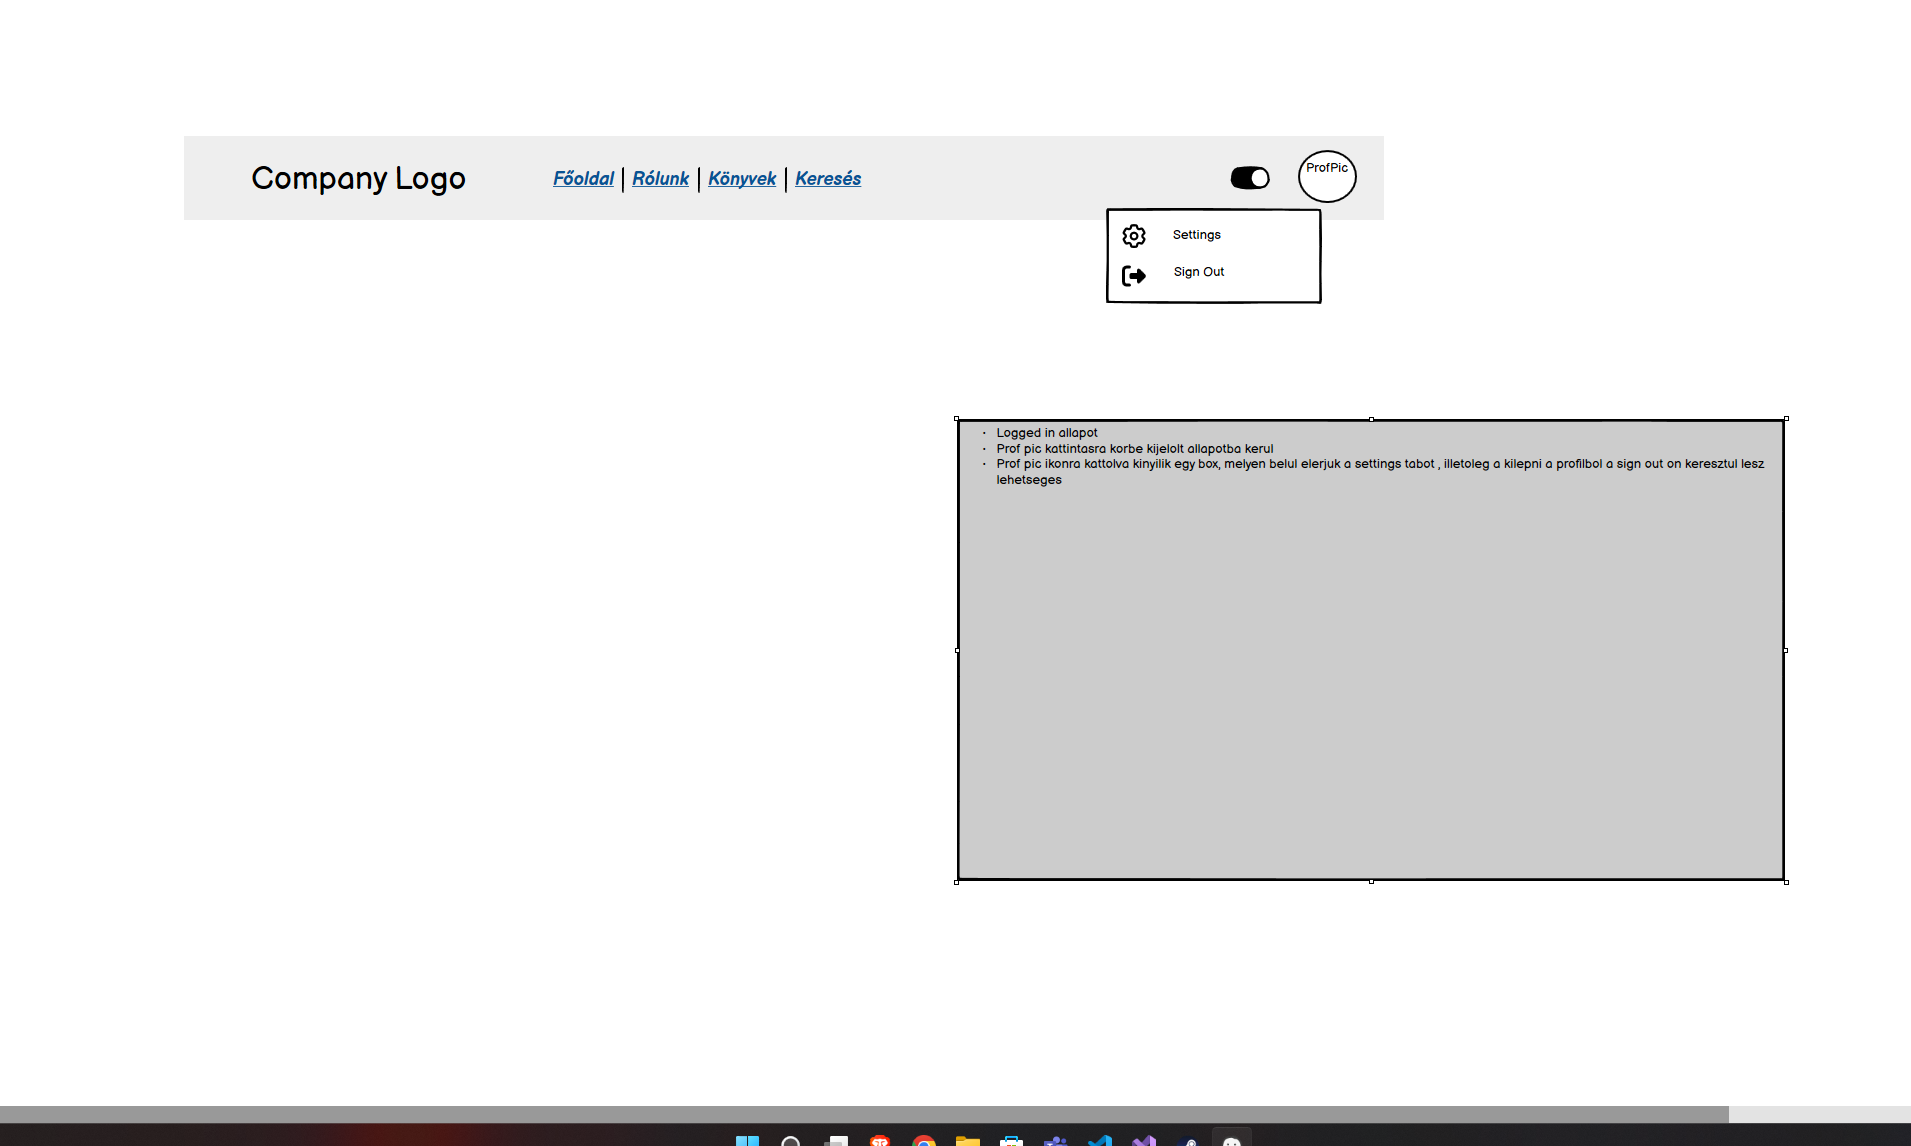 Company Logo
Főoldal | Rólunk | Könyvek | Keresés
ProfPic
Settings
Sign Out
· Logged in allapot
· Prof pic kattintasra korbe kijelolt allapotba kerul
· Prof pic ikonra kattolva kinyilik egy box, melyen belul elerjuk a settings tabot , illetoleg a kilepni a profilbol a sign out on keresztul lesz
lehetseges